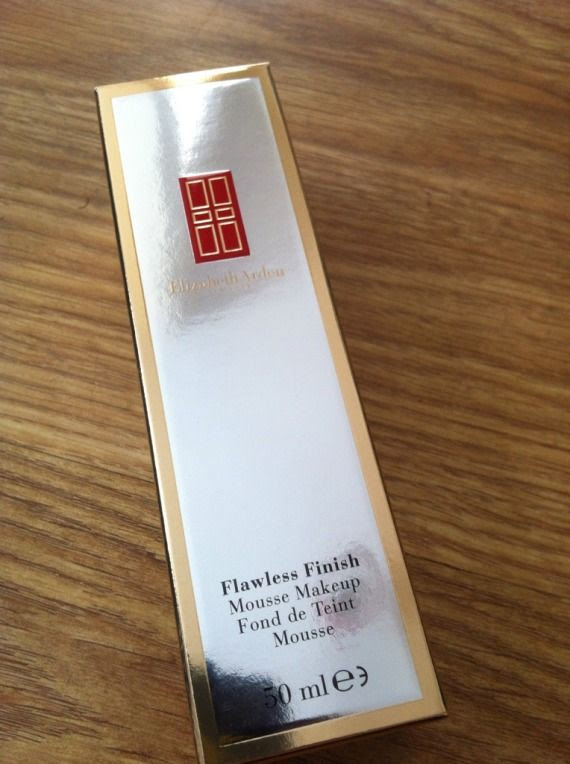 Elizabeth Arden
Flawless Finish
Mousse Makeup
Fond de Teint
Mousse
50 ml ℮